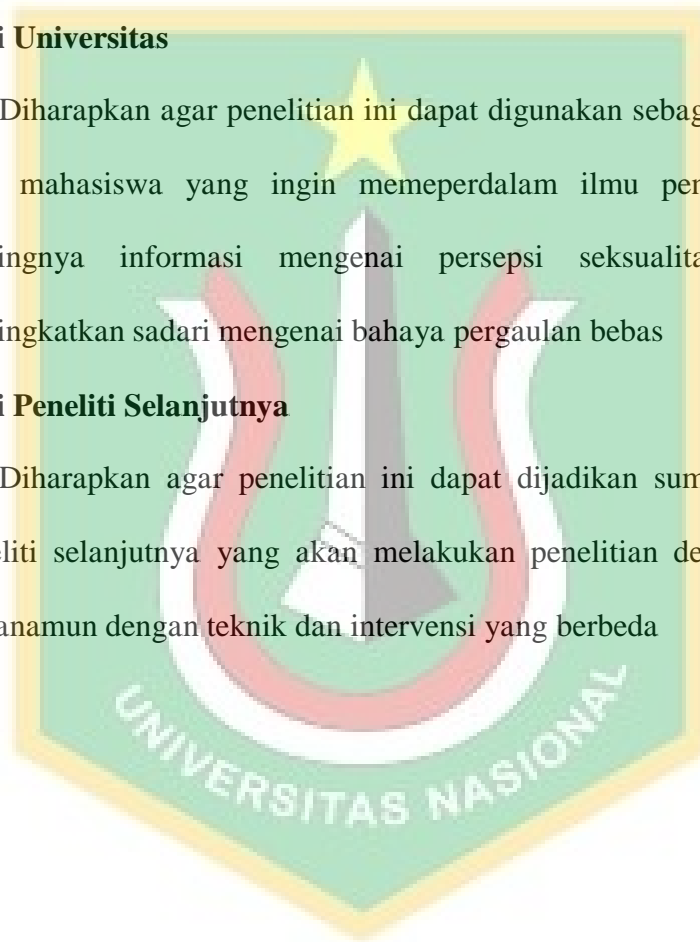 i Universitas
Diharapkan agar penelitian ini dapat digunakan sebag
mahasiswa yang ingin memeperdalam ilmu per
ingnya informasi mengenai persepsi seksualita
ingkatkan sadari mengenai bahaya pergaulan bebas
i Peneliti Selanjutnya
Diharapkan agar penelitian ini dapat dijadikan sum
eliti selanjutnya yang akan melakukan penelitian de
anamun dengan teknik dan intervensi yang berbeda
UNIVERSITAS NASIONAL